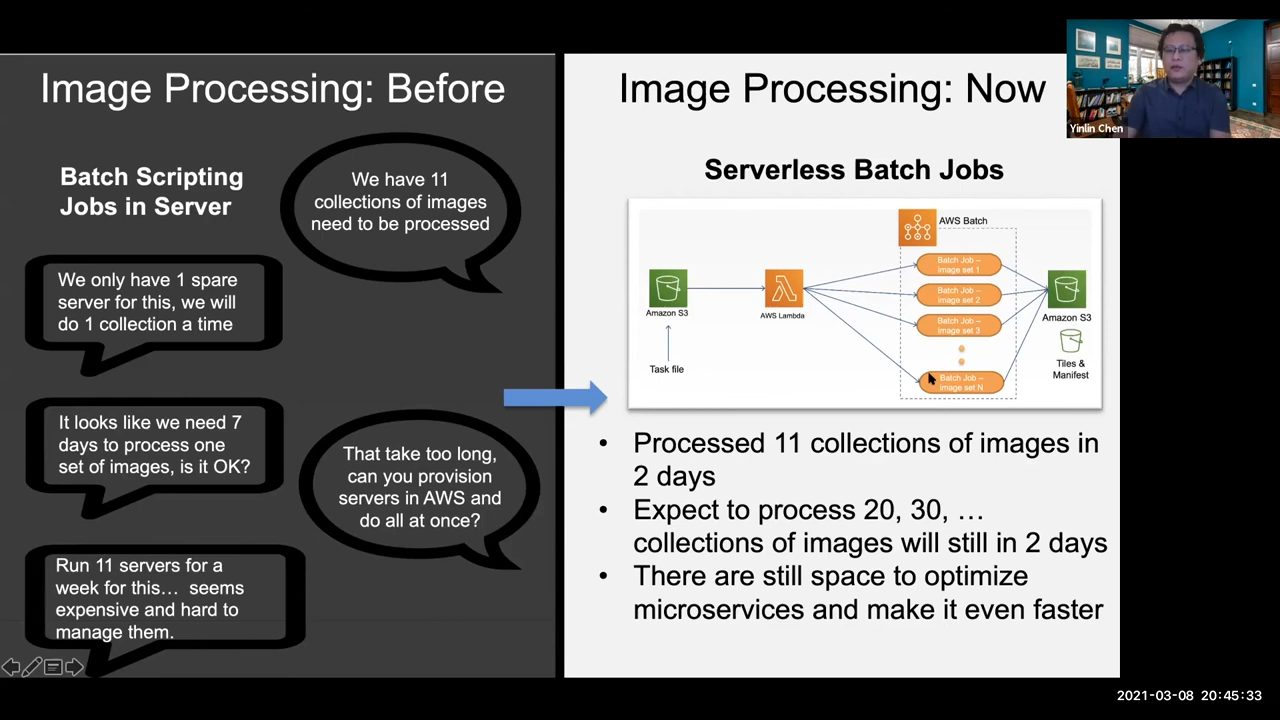 Image Processing: Before
Batch Scripting
Jobs in Server
We have 11
collections of images
need to be processed
We only have 1 spare
server for this, we will
do 1 collection a time
It looks like we need 7
days to process one
set of images, is it OK?
That take too long,
can you provision
servers in AWS and
do all at once?
Run 11 servers for a
week for this… seems
expensive and hard to
manage them.
Image Processing: Now
Serverless Batch Jobs
AWS Batch
Amazon S3
AWS Lambda
Task file
Batch Job –
image set 1
Batch Job –
image set 2
Batch Job –
image set 3
Batch Job –
image set N
Amazon S3
Tiles &
Manifest
• Processed 11 collections of images in
2 days
• Expect to process 20, 30, …
collections of images will still in 2 days
• There are still space to optimize
microservices and make it even faster
Yinlin Chen
2021-03-08 20:45:33